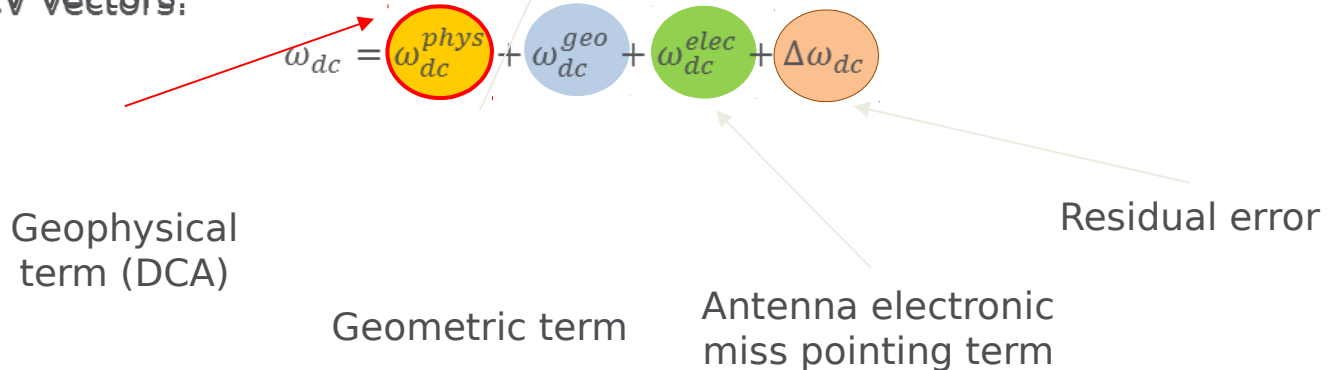 vectors:
ω_dc = ω_dc^phys + ω_dc^geo + ω_dc^elec + Δω_dc
Geophysical
term (DCA)
Geometric term
Antenna electronic
miss pointing term
Residual error